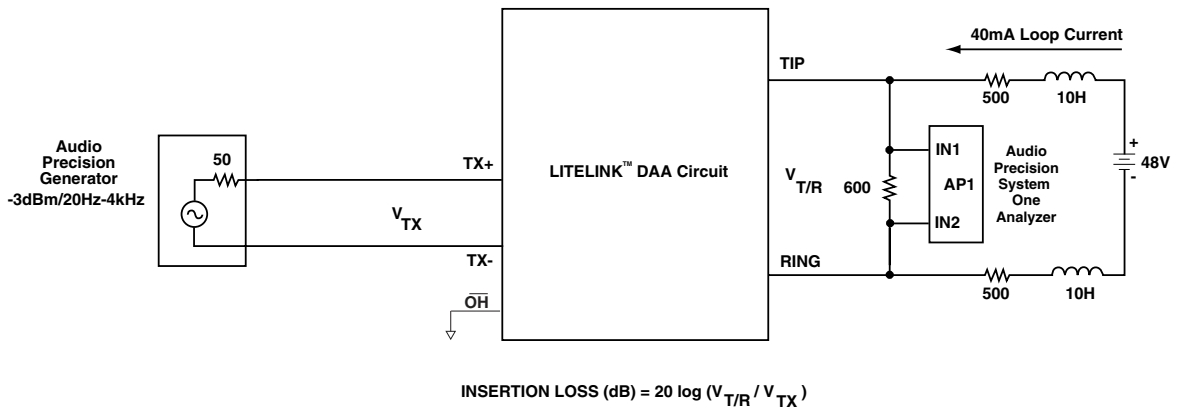 40mA Loop Current
TIP
500
10H
Audio
Precision
Generator
-3dBm/20Hz-4kHz
50
TX+
LITELINK™ DAA Circuit
V T/R
600
IN1
AP1
IN2
Audio
Precision
System
One
Analyzer
+
48V
-
V TX
TX-
RING
OH
500
10H
INSERTION LOSS (dB) = 20 log (V T/R / V TX )